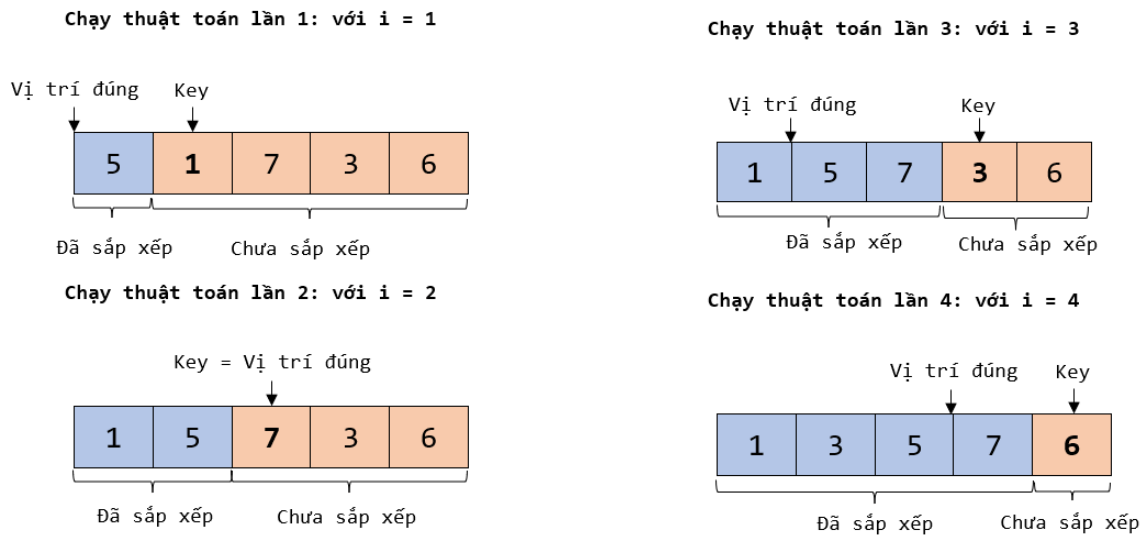 Chạy thuật toán lần 1: với i = 1
Vị trí đúng Key
5 1 7 3 6
Đã sắp xếp Chưa sắp xếp
Chạy thuật toán lần 2: với i = 2
Key = Vị trí đúng
1 5 7 3 6
Đã sắp xếp Chưa sắp xếp
Chạy thuật toán lần 3: với i = 3
Vị trí đúng Key
1 5 7 3 6
Đã sắp xếp Chưa sắp xếp
Chạy thuật toán lần 4: với i = 4
Vị trí đúng Key
1 3 5 7 6
Đã sắp xếp Chưa sắp xếp